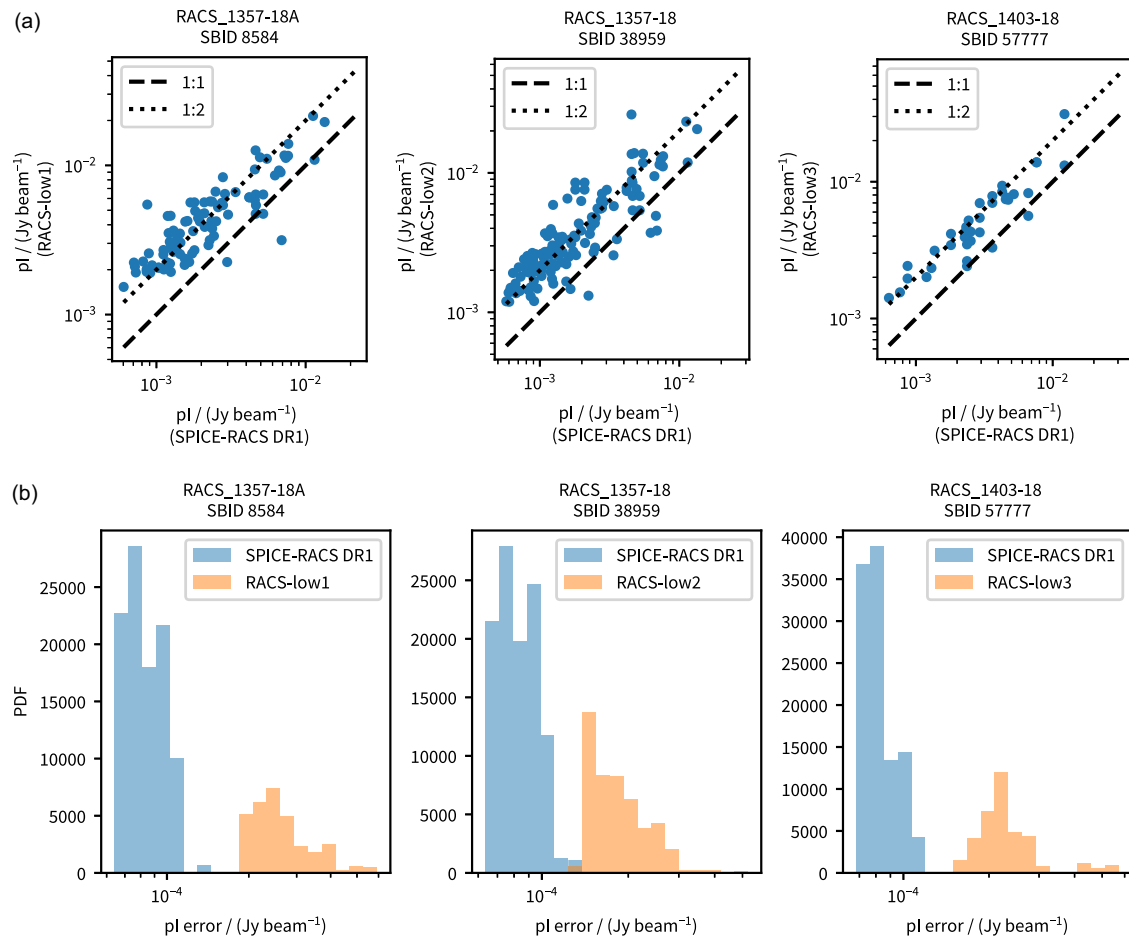 (a)
RACS_1357-18A
SBID 8584
RACS_1357-18
SBID 38959
RACS_1403-18
SBID 57777
1:1
1:2
1:1
1:2
1:1
1:2
pI / (Jy beam⁻¹)
(RACS-low1)
10⁻²
10⁻³
pI / (Jy beam⁻¹)
(RACS-low2)
10⁻²
10⁻³
pI / (Jy beam⁻¹)
(RACS-low3)
10⁻²
10⁻³
10⁻³ 10⁻²
10⁻³ 10⁻²
10⁻³ 10⁻²
pI / (Jy beam⁻¹)
(SPICE-RACS DR1)
pI / (Jy beam⁻¹)
(SPICE-RACS DR1)
pI / (Jy beam⁻¹)
(SPICE-RACS DR1)
(b)
RACS_1357-18A
SBID 8584
RACS_1357-18
SBID 38959
RACS_1403-18
SBID 57777
SPICE-RACS DR1
RACS-low1
SPICE-RACS DR1
RACS-low2
SPICE-RACS DR1
RACS-low3
PDF
25000
20000
15000
10000
5000
0
25000
20000
15000
10000
5000
0
40000
35000
30000
25000
20000
15000
10000
5000
0
10⁻⁴
10⁻⁴
10⁻⁴
pI error / (Jy beam⁻¹)
pI error / (Jy beam⁻¹)
pI error / (Jy beam⁻¹)